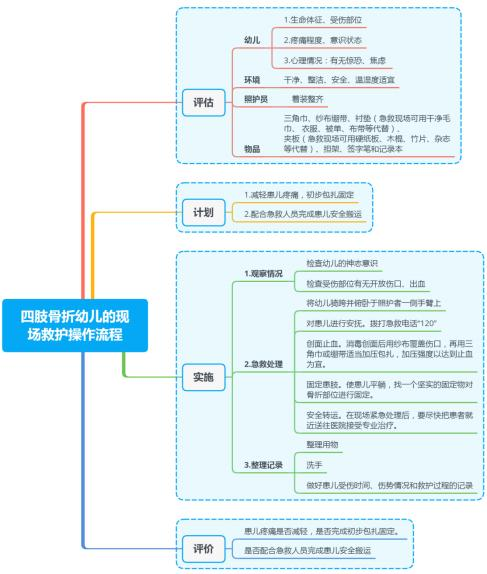 四肢骨折幼儿的现
场救护操作流程
评估
幼儿
1.生命体征、受伤部位
2.疼痛程度、意识状态
3.心理情况：有无惊恐、焦虑
环境
干净、整洁、安全、温湿度适宜
照护员
着装整齐
物品
三角巾、纱布绷带、衬垫（急救现场可用干净毛
巾、衣服、被单、布带等代替）、
夹板（急救现场可用硬纸板、木棍、竹片、杂志
等代替）、担架、签字笔和记录本
计划
1.减轻患儿疼痛，初步包扎固定
2.配合急救人员完成患儿安全搬运
实施
1.观察情况
检查幼儿的神志意识
检查受伤部位有无开放伤口、出血
2.急救处理
将幼儿骑跨并俯卧于照护者一侧手臂上
对患儿进行安抚。拨打急救电话“120”
创面止血。消毒创面后用纱布覆盖伤口，再用三
角巾或绷带适当加压包扎，加压强度以达到止血
为宜。
固定患肢。使患儿平躺，找一个坚实的固定物对
骨折部位进行固定。
安全转运。在现场紧急处理后，要尽快把患者就
近送往医院接受专业治疗。
3.整理记录
整理用物
洗手
做好患儿受伤时间、伤势情况和救护过程的记录
评价
患儿疼痛是否减轻，是否完成初步包扎固定。
是否配合急救人员完成患儿安全搬运